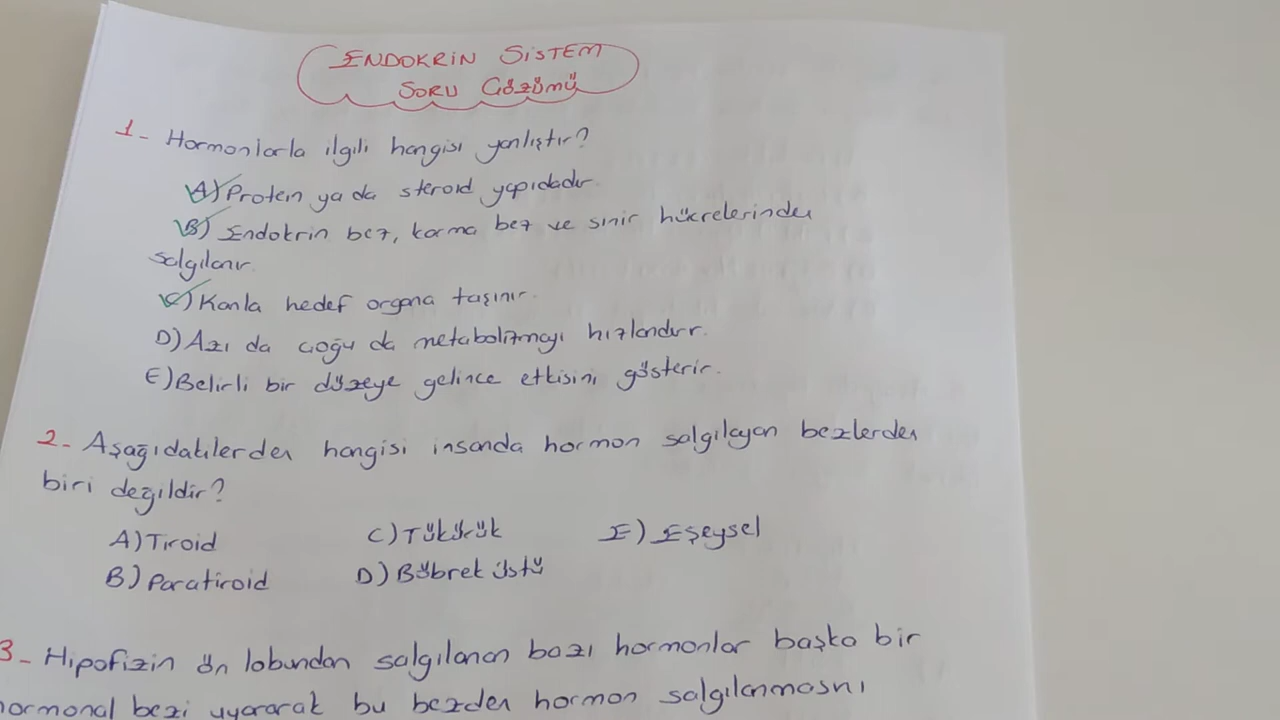 ENDOKRİN SİSTEM
SORU ÇÖZÜMÜ
1- Hormonlarla ilgili hangisi yanlıştır?
A) Protein ya da steroid yapıdadır.
B) Endokrin bez, karma bez ve sinir hücrelerinden
salgılanır.
C) Kanla hedef organa taşınır.
D) Azı da çoğu da metabolizmayı hızlandırır.
E) Belirli bir düzeye gelince etkisini gösterir.
2- Aşağıdakilerden hangisi insanda hormon salgılayan bezlerden
biri değildir?
A) Tiroid C) Tükürük E) Eşeysel
B) Paratiroid D) Böbrek üstü
3- Hipofizin ön lobundan salgılanan bazı hormonlar başka bir
hormonal bezi uyararak bu bezden hormon salgılanmasını